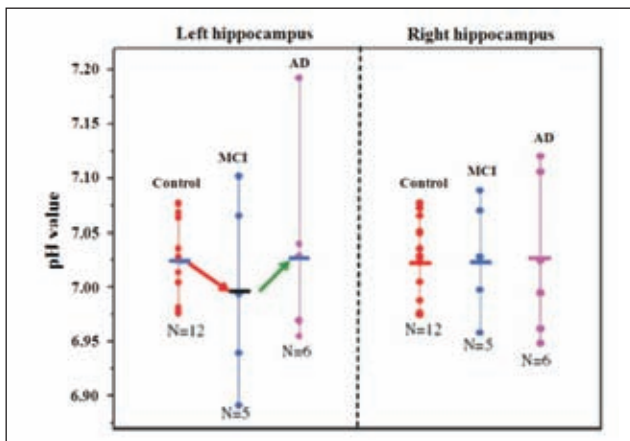 Left hippocampus
Right hippocampus
pH value
7.20
7.15
7.10
7.05
7.00
6.95
6.90
Control
MCI
AD
N=12
N=5
N=6
Control
MCI
AD
N=12
N=5
N=6